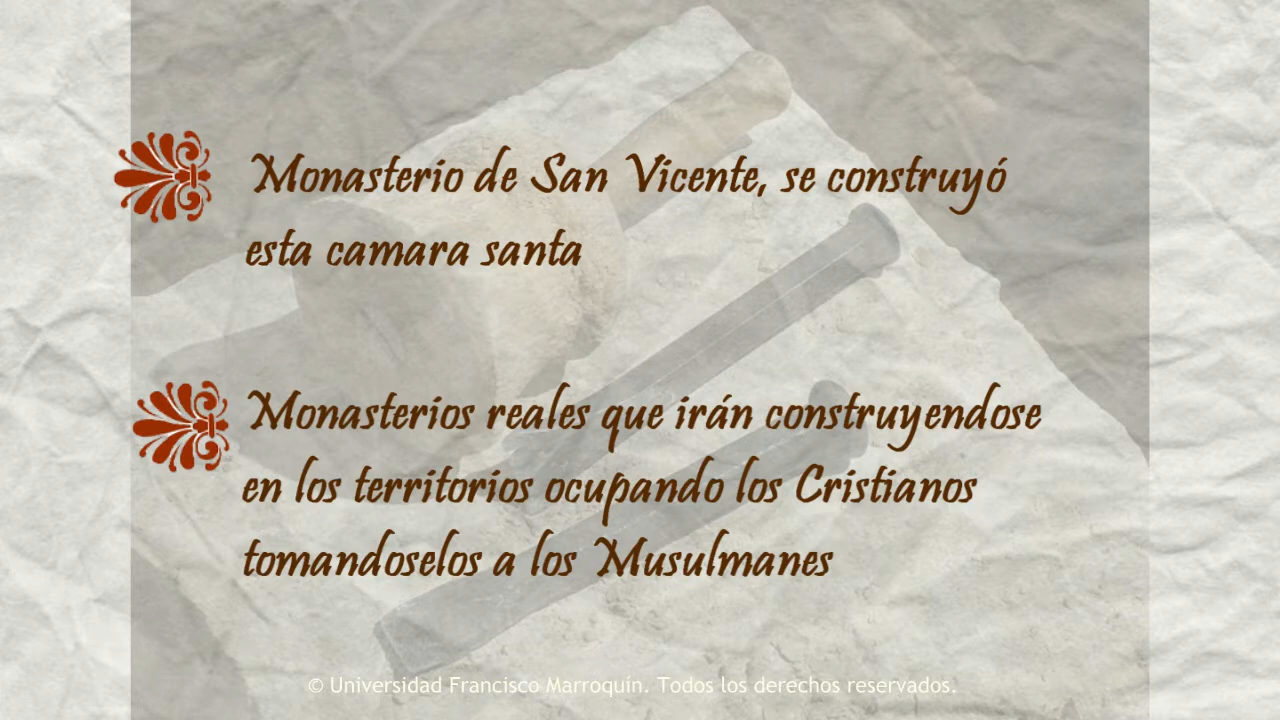 Monasterio de San Vicente, se construyó
esta camara santa
Monasterios reales que irán construyendose
en los territorios ocupando los Cristianos
tomandoselos a los Musulmanes
© Universidad Francisco Marroquín. Todos los derechos reservados.